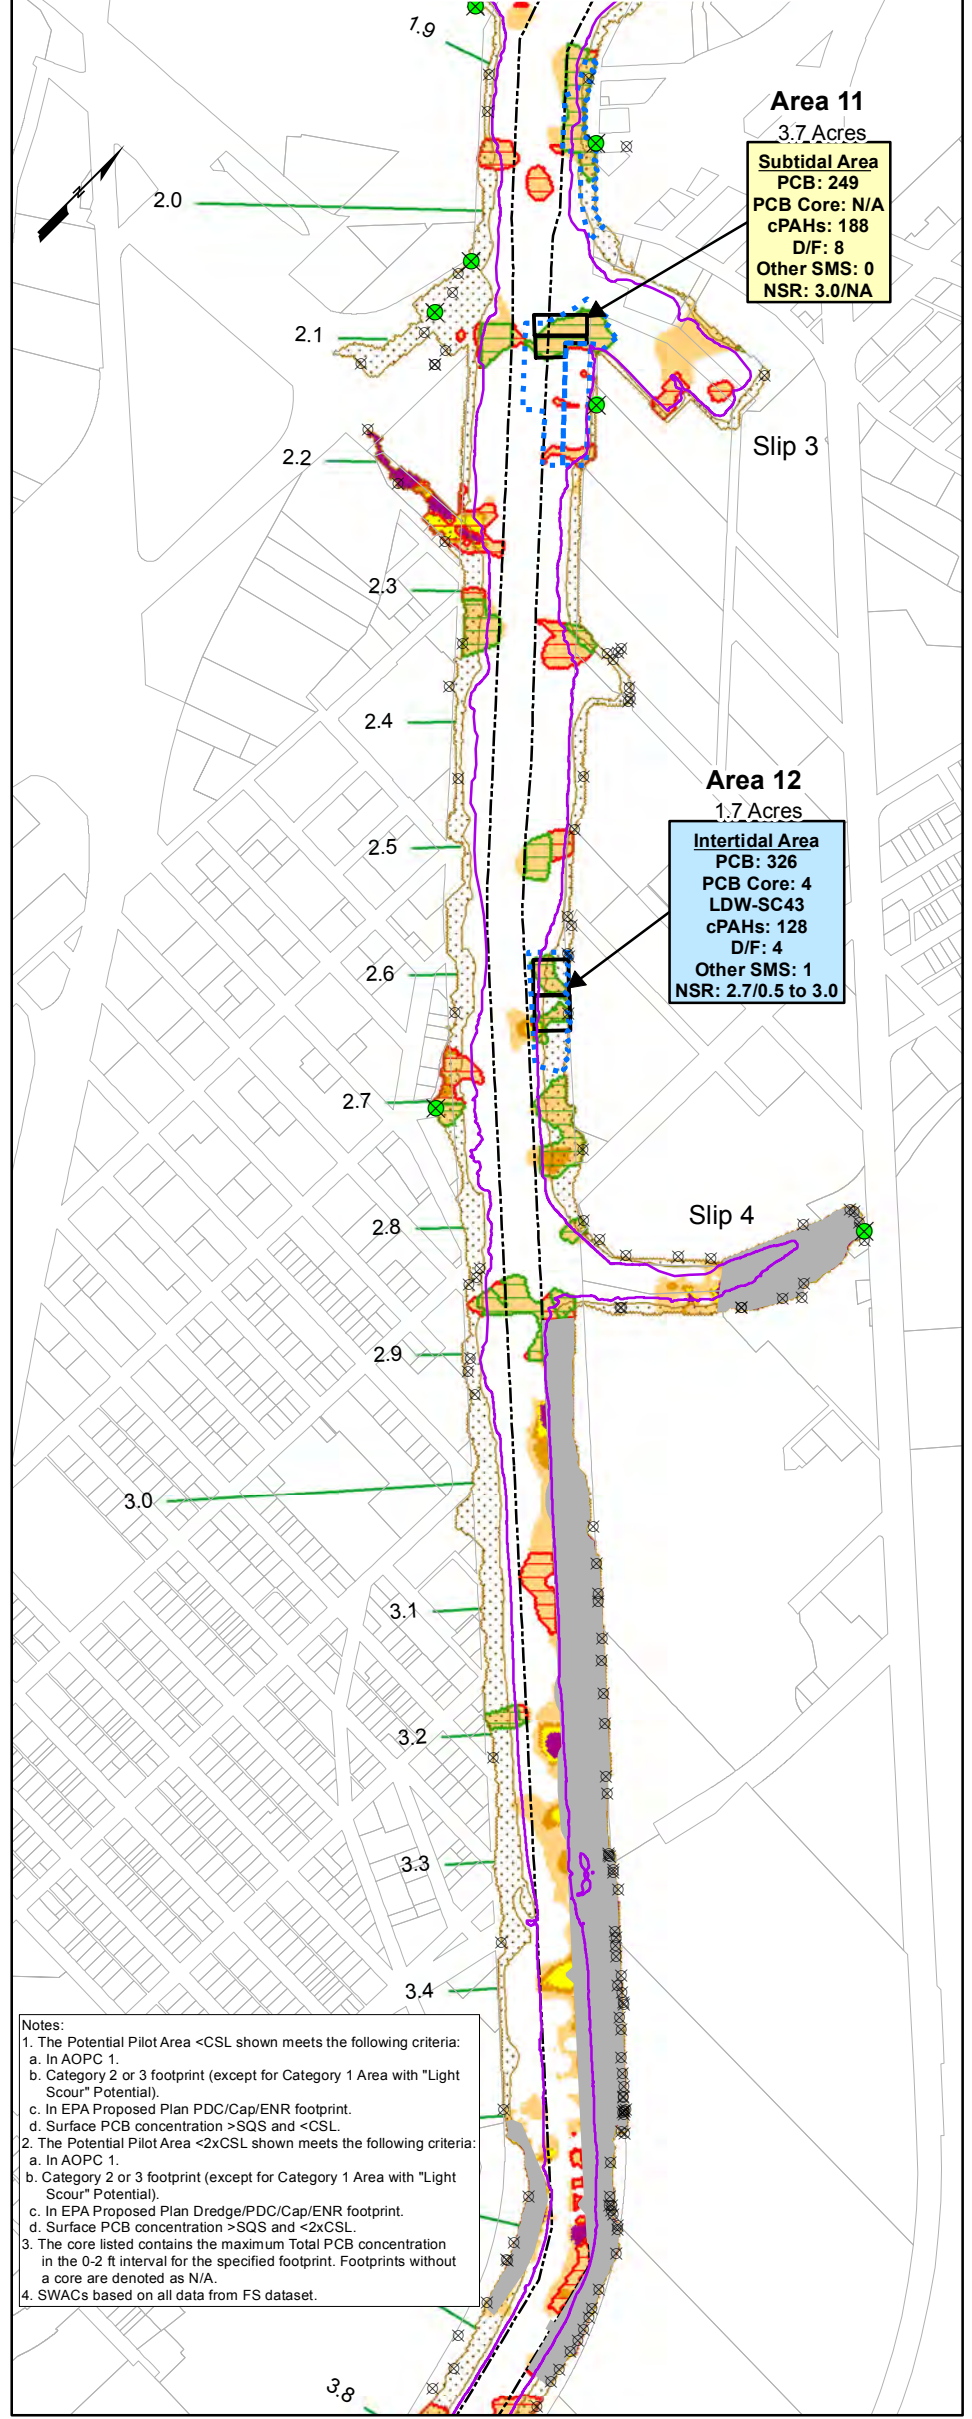 1.9
Area 11
3.7 Acres
Subtidal Area
PCB: 249
PCB Core: N/A
cPAHs: 188
D/F: 8
Other SMS: 0
NSR: 3.0/NA
N
2.0
2.1
Slip 3
2.2
2.3
2.4
Area 12
1.7 Acres
Intertidal Area
PCB: 326
PCB Core: 4
LDW-SC43
cPAHs: 128
D/F: 4
Other SMS: 1
NSR: 2.7/0.5 to 3.0
2.5
2.6
2.7
Slip 4
2.8
2.9
3.0
3.1
3.2
3.3
3.4
Notes:
1. The Potential Pilot Area <CSL shown meets the following criteria:
a. In AOPC 1.
b. Category 2 or 3 footprint (except for Category 1 Area with "Light
Scour" Potential).
c. In EPA Proposed Plan PDC/Cap/ENR footprint.
d. Surface PCB concentration >SQS and <CSL.
2. The Potential Pilot Area <2xCSL shown meets the following criteria:
a. In AOPC 1.
b. Category 2 or 3 footprint (except for Category 1 Area with "Light
Scour" Potential).
c. In EPA Proposed Plan Dredge/PDC/Cap/ENR footprint.
d. Surface PCB concentration >SQS and <2xCSL.
3. The core listed contains the maximum Total PCB concentration
in the 0-2 ft interval for the specified footprint. Footprints without
a core are denoted as N/A.
4. SWACs based on all data from FS dataset.
3.8